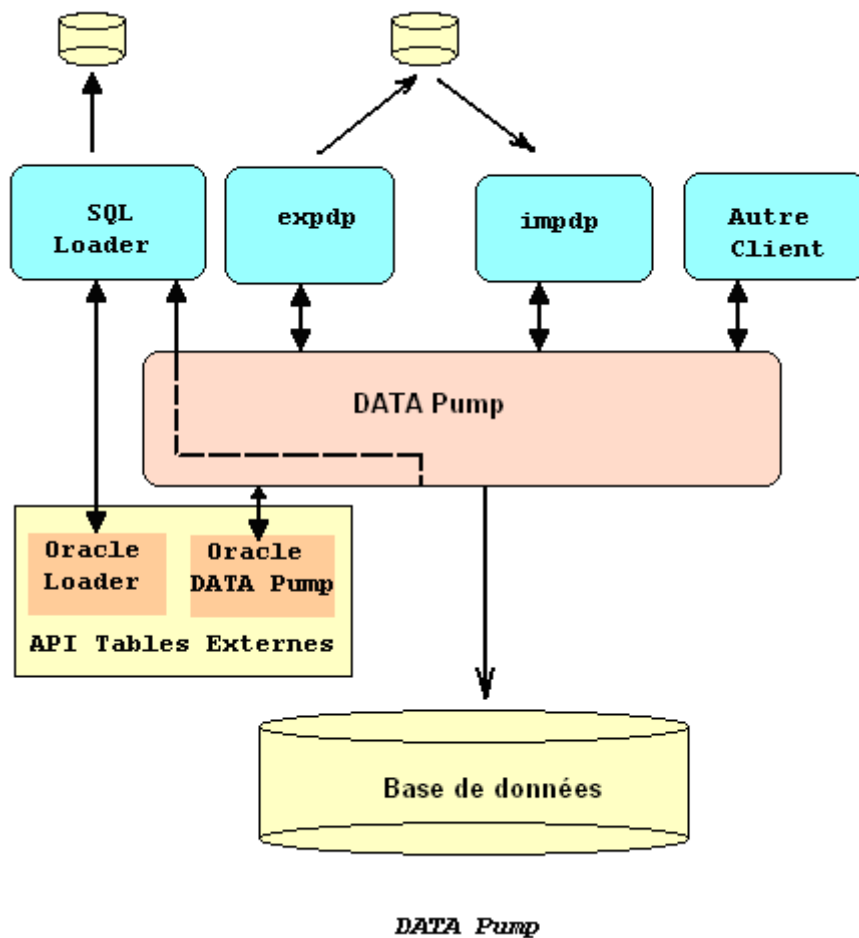 SQL
Loader
expdp
impdp
Autre
Client
DATA Pump
Oracle
Loader
Oracle
DATA Pump
API Tables Externes
Base de données
DATA Pump